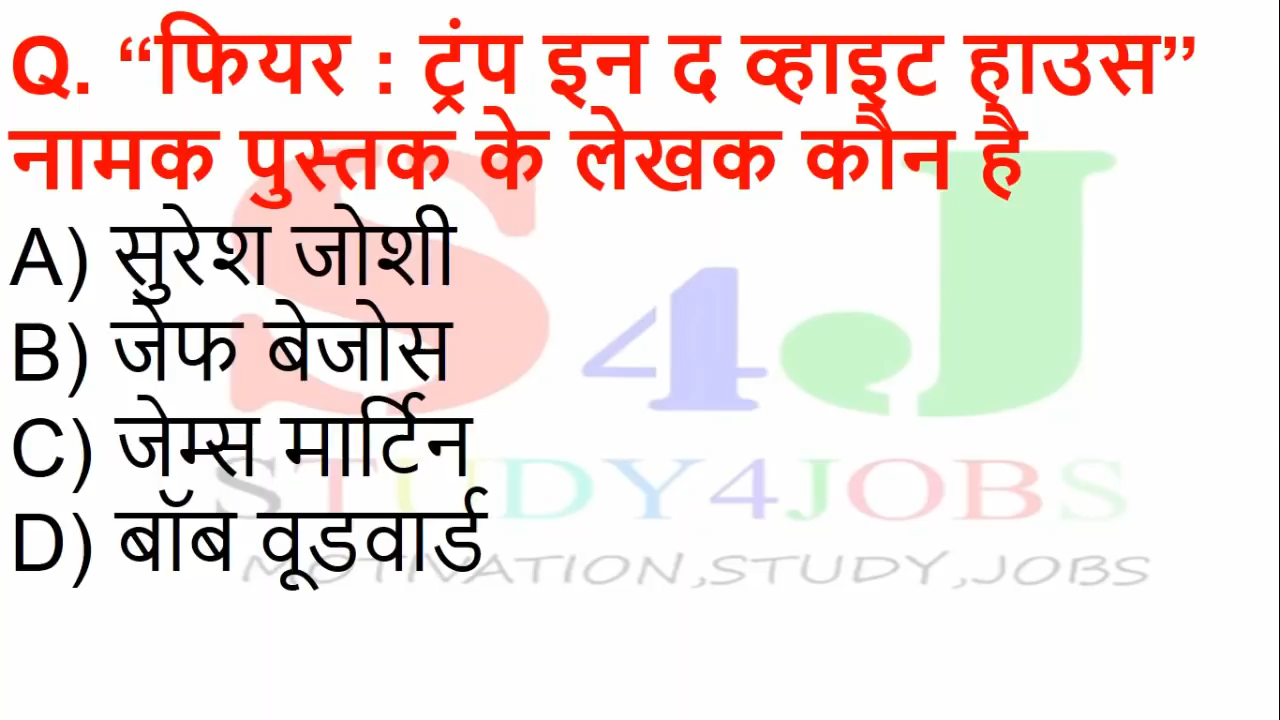 Q. “फियर : ट्रंप इन द व्हाइट हाउस”
नामक पुस्तक के लेखक कौन है
A) सुरेश जोशी
B) जेफ बेजोस
C) जेम्स मार्टिन
D) बॉब वूडवार्ड
S4J
STUDY4JOBS
MOTIVATION,STUDY,JOBS